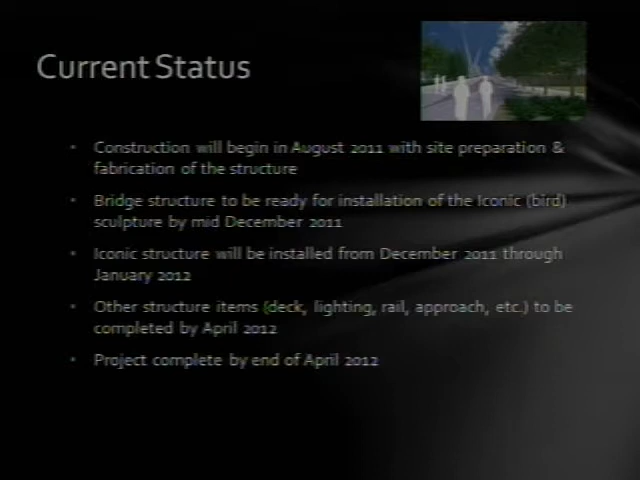 Current Status
• Construction will begin in August 2011 with site preparation &
fabrication of the structure
• Bridge structure to be ready for installation of the Iconic (bird)
sculpture by mid December 2011
• Iconic structure will be installed from December 2011 through
January 2012
• Other structure items (deck, lighting, rail, approach, etc.) to be
completed by April 2012
• Project complete by end of April 2012